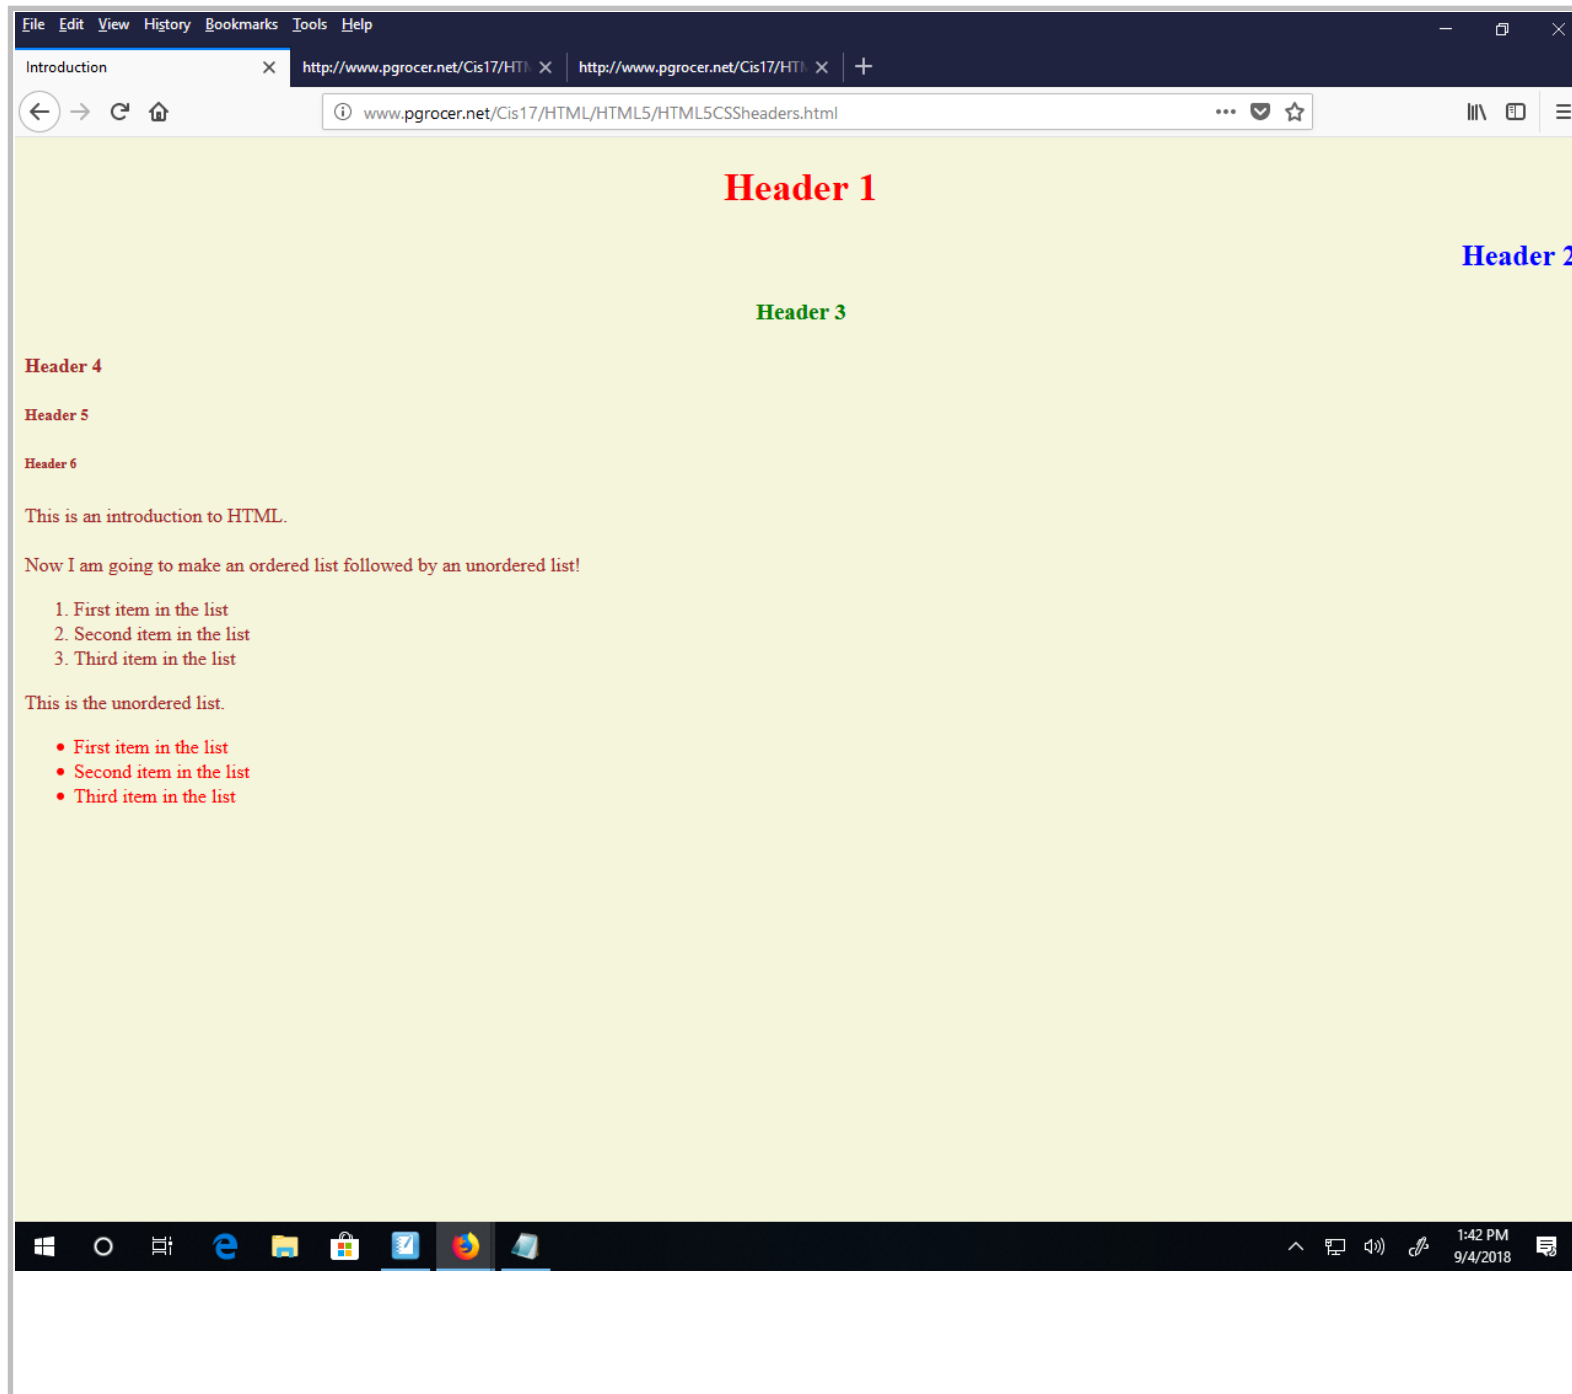 File Edit View History Bookmarks Tools Help
Introduction http://www.pgrocer.net/Cis17/HT http://www.pgrocer.net/Cis17/HT
www.pgrocer.net/Cis17/HTML/HTML5/HTML5CSSheaders.html
Header 1
Header 2
Header 3
Header 4
Header 5
Header 6
This is an introduction to HTML.
Now I am going to make an ordered list followed by an unordered list!
1. First item in the list
2. Second item in the list
3. Third item in the list
This is the unordered list.
• First item in the list
• Second item in the list
• Third item in the list
1:42 PM
9/4/2018